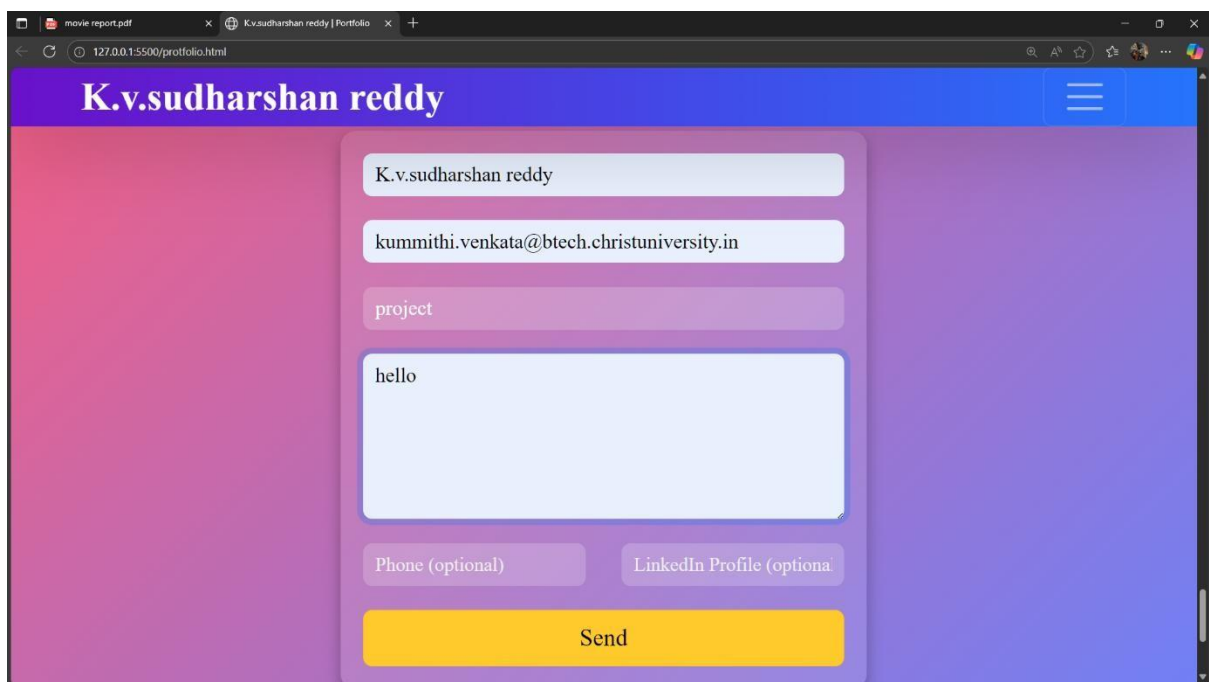 movie report.pdf
K.v.sudharshan reddy | Portfolio
127.0.0.1:5500/protfolio.html
K.v.sudharshan reddy
K.v.sudharshan reddy
kummithi.venkata@btech.christuniversity.in
project
hello
Phone (optional) LinkedIn Profile (optiona
Send